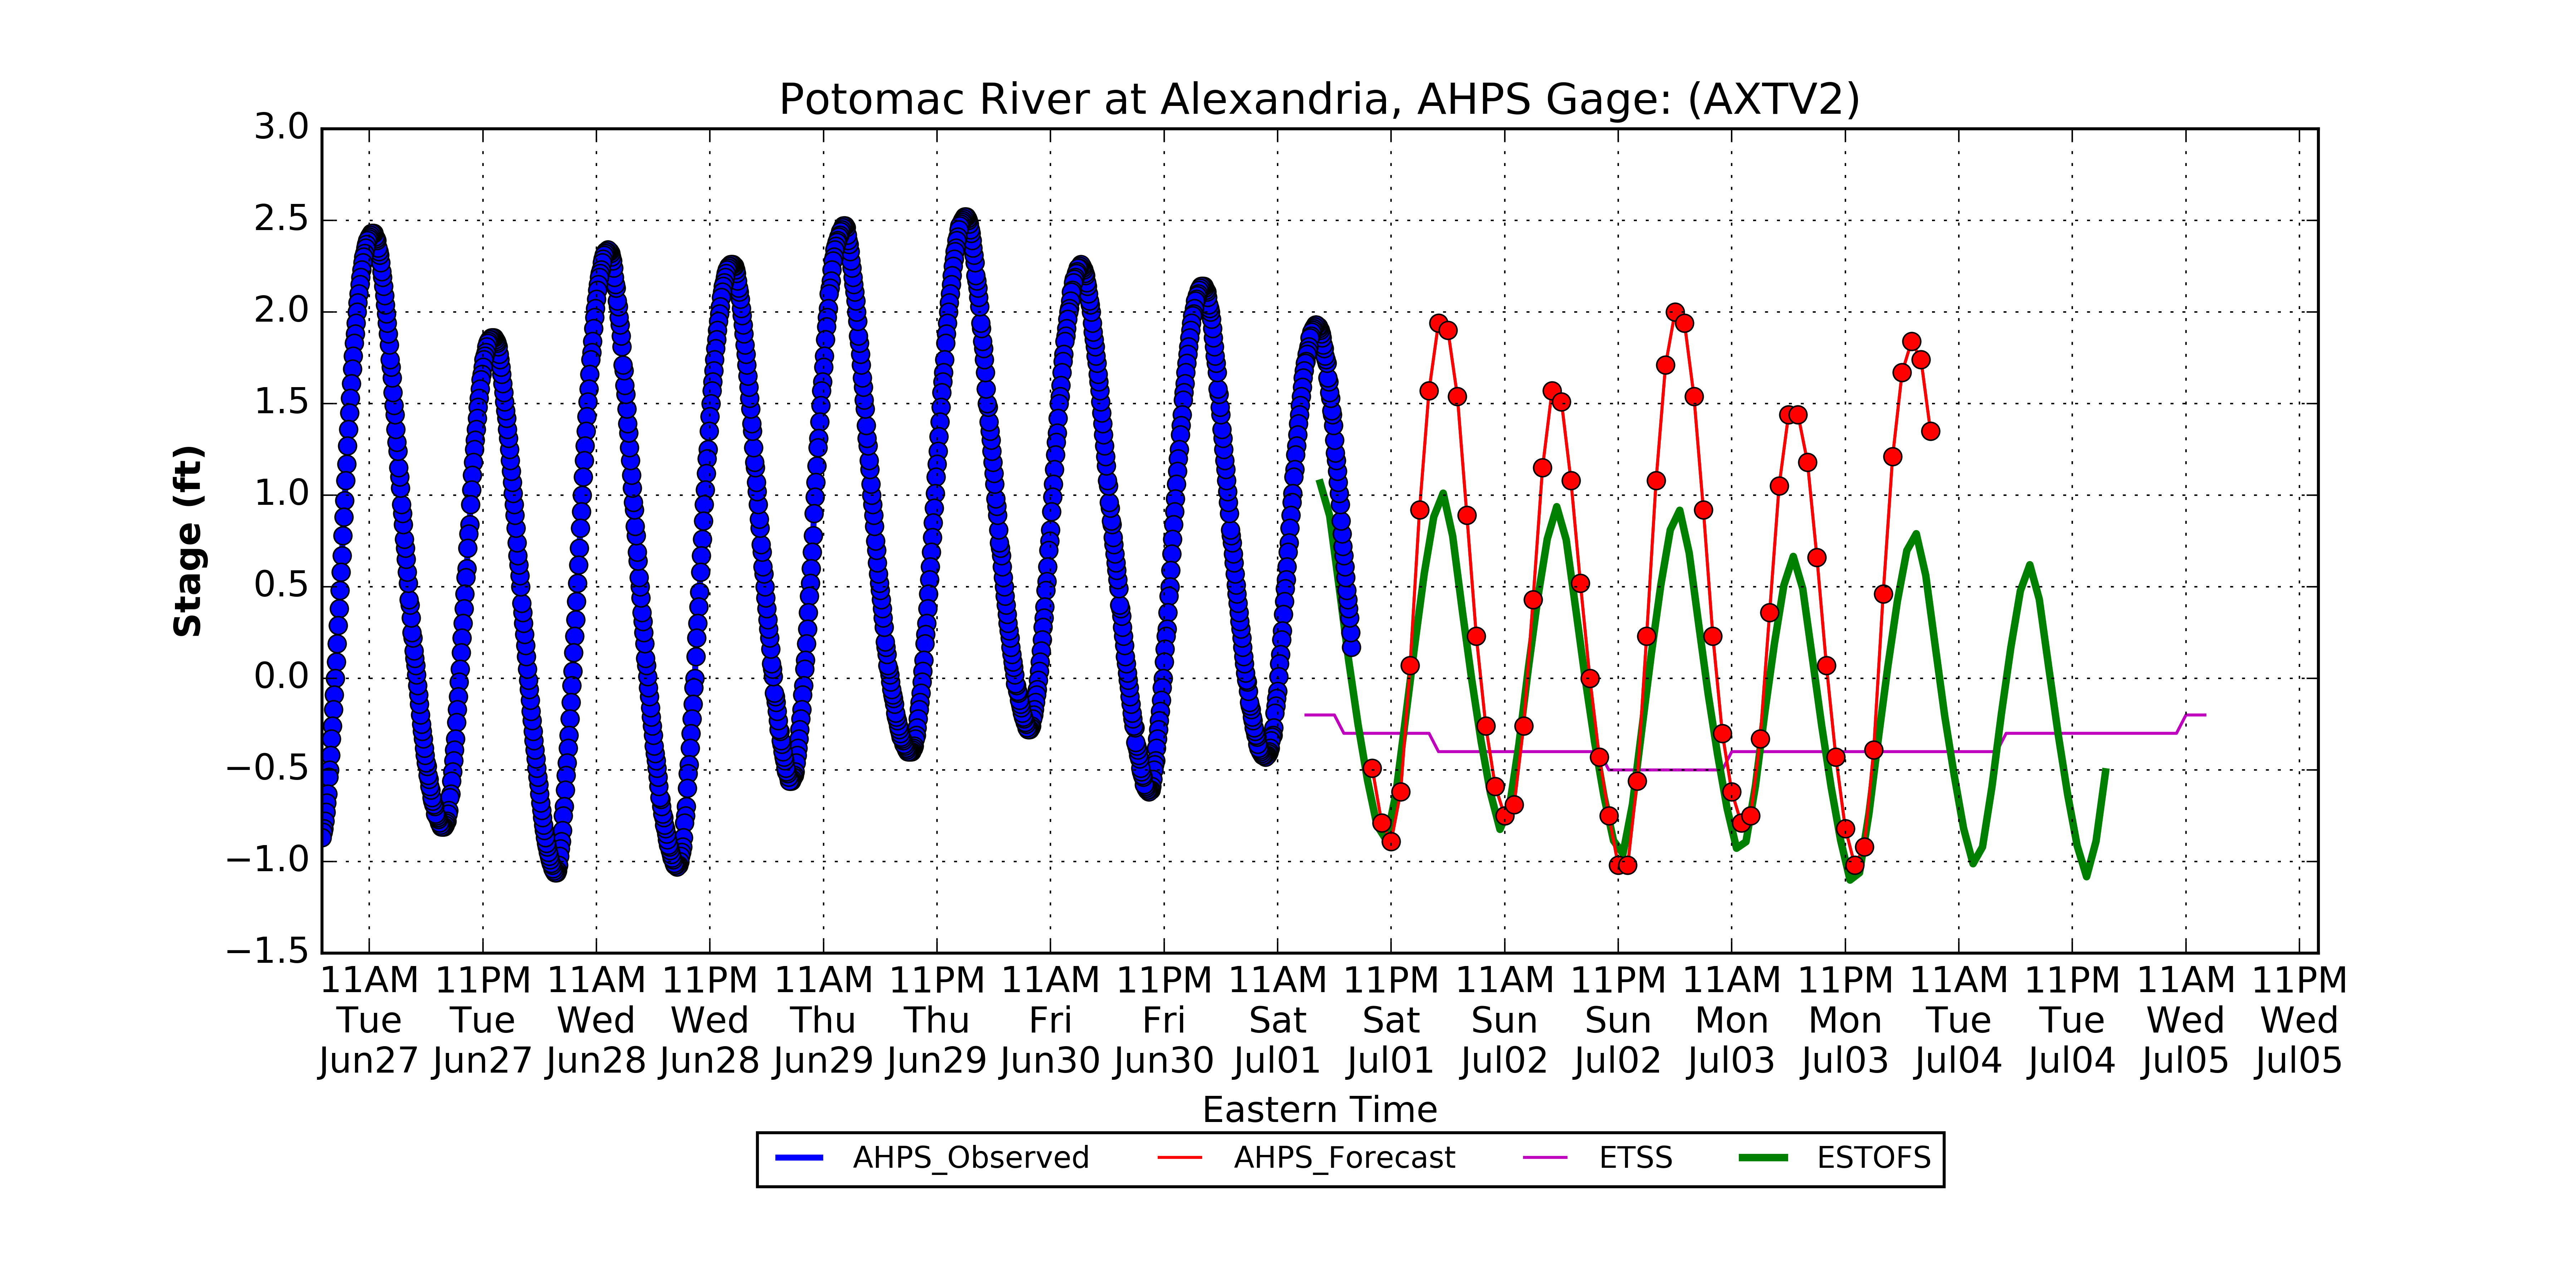 Potomac River at Alexandria, AHPS Gage: (AXTV2)
3.0
2.5
2.0
1.5
1.0
0.5
0.0
−0.5
−1.0
−1.5
Stage (ft)
11AM 11PM 11AM 11PM 11AM 11PM 11AM 11PM 11AM 11PM 11AM 11PM 11AM 11PM 11AM 11PM 11AM 11PM
Tue Tue Wed Wed Thu Thu Fri Fri Sat Sat Sun Sun Mon Mon Tue Tue Wed Wed
Jun27 Jun27 Jun28 Jun28 Jun29 Jun29 Jun30 Jun30 Jul01 Jul01 Jul02 Jul02 Jul03 Jul03 Jul04 Jul04 Jul05 Jul05
Eastern Time
AHPS_Observed AHPS_Forecast ETSS ESTOFS